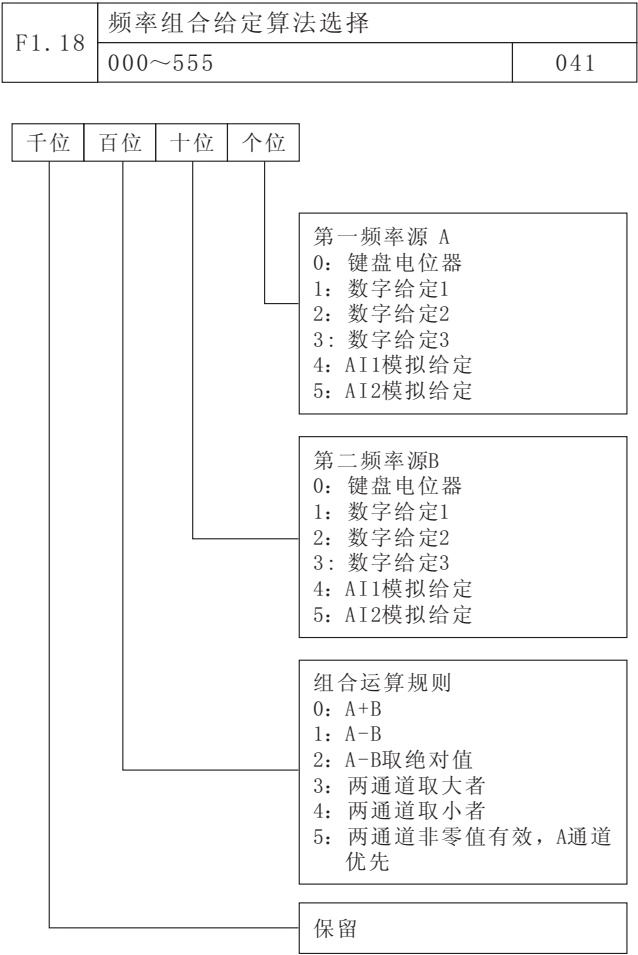 F1.18
频率组合给定算法选择
000～555
041
千位 百位 十位 个位
第一频率源 A
0：键盘电位器
1：数字给定1
2：数字给定2
3：数字给定3
4：AI1模拟给定
5：AI2模拟给定
第二频率源B
0：键盘电位器
1：数字给定1
2：数字给定2
3：数字给定3
4：AI1模拟给定
5：AI2模拟给定
组合运算规则
0：A+B
1：A-B
2：A-B取绝对值
3：两通道取大者
4：两通道取小者
5：两通道非零值有效，A通道
优先
保留